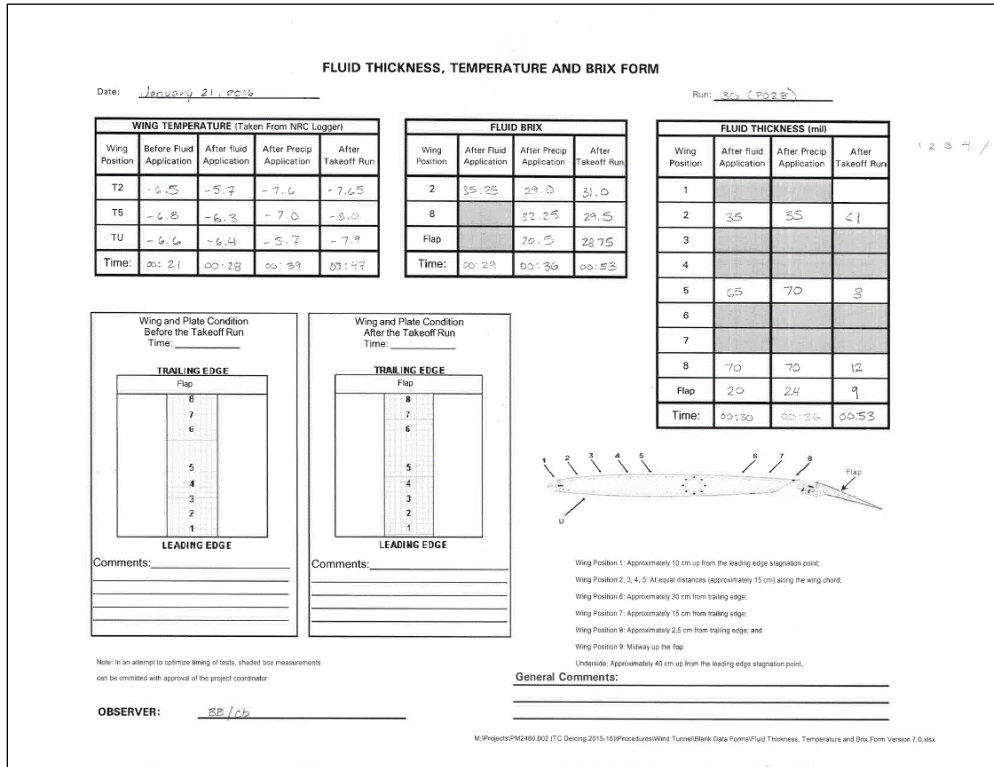 FLUID THICKNESS, TEMPERATURE AND BRIX FORM
Date: January 21, 2016
Run: 30 (P028)
WING TEMPERATURE (Taken From NRC Logger)
Wing Position Before Fluid Application After fluid Application After Precip Application After Takeoff Run
T2 -6.5 -5.7 -7.6 -7.65
T5 -6.8 -6.3 -7.0 -8.0
TU -6.6 -6.4 -5.7 -7.9
Time: 00:21 00:28 00:39 00:47
FLUID BRIX
Wing Position After Fluid Application After Precip Application After Takeoff Run
2 35.25 29.0 31.0
8 32.25 29.5
Flap 20.5 28.75
Time: 00:29 00:36 00:53
FLUID THICKNESS (mil)
Wing Position After fluid Application After Precip Application After Takeoff Run
1
2 35 35 <1
3
4
5 65 70 8
6
7
8 70 70 12
Flap 20 24 9
Time: 00:30 00:36 00:53
1 2 3 4 /
Wing and Plate Condition
Before the Takeoff Run
Time:
TRAILING EDGE
Flap
8
7
6
5
4
3
2
1
LEADING EDGE
Comments:
Wing and Plate Condition
After the Takeoff Run
Time:
TRAILING EDGE
Flap
8
7
6
5
4
3
2
1
LEADING EDGE
Comments:
1 2 3 4 5 6 7 8 Flap
U
Wing Position 1: Approximately 10 cm up from the leading edge stagnation point;
Wing Position 2, 3, 4, 5: At equal distances (approximately 15 cm) along the wing chord;
Wing Position 6: Approximately 30 cm from trailing edge;
Wing Position 7: Approximately 15 cm from trailing edge;
Wing Position 8: Approximately 2.5 cm from trailing edge; and
Wing Position 9: Midway up the flap
Underside: Approximately 40 cm up from the leading edge stagnation point.
Note: In an attempt to optimize timing of tests, shaded box measurements
can be ommitted with approval of the project coordinator
General Comments:
OBSERVER: BB/cb
M:\Projects\PM2480.002 (TC Deicing 2015-16)\Procedures\Wind Tunnel\Blank Data Forms\Fluid Thickness, Temperature and Brix Form Version 7.0.xlsx